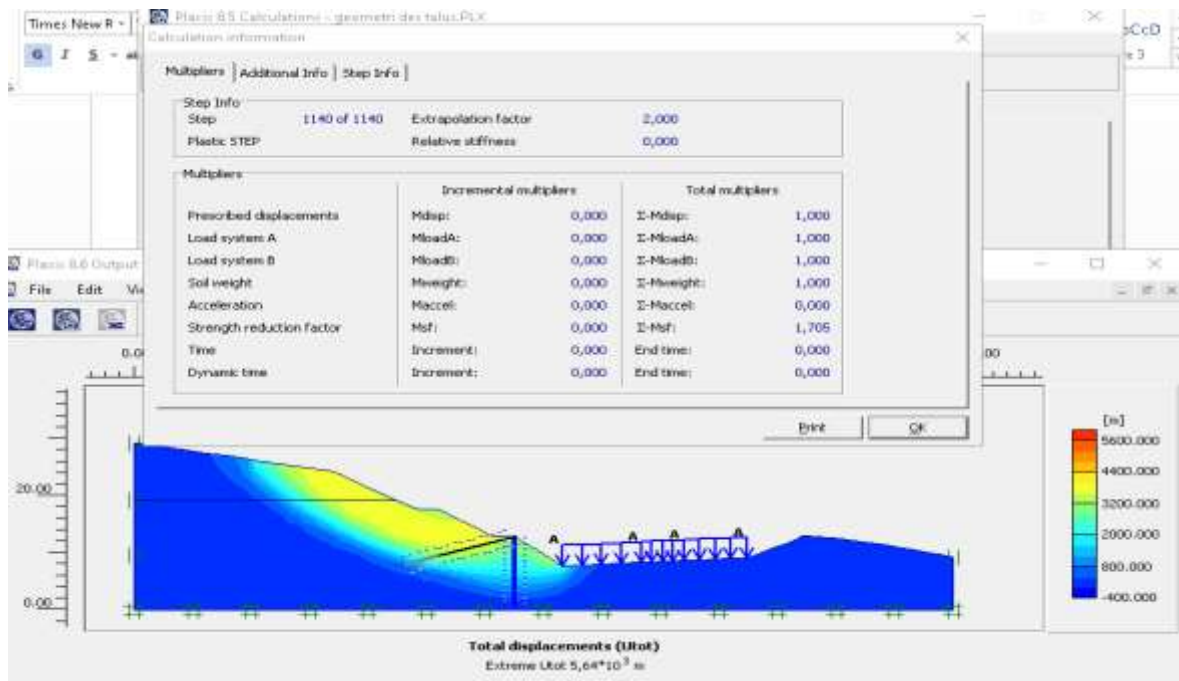 Times New R
G I S
Plaxis 8.5 Calculations - geometri des talus.PLX
Calculation information
Multipliers Additional Info Step Info
Step Info
Step 1140 of 1140 Extrapolation factor 2,000
Plastic STEP Relative stiffness 0,000
Multipliers
Incremental multipliers Total multipliers
Prescribed displacements Mdisp: 0,000 Σ-Mdisp: 1,000
Load system A MloadA: 0,000 Σ-MloadA: 1,000
Load system B MloadB: 0,000 Σ-MloadB: 1,000
Soil weight Mweight: 0,000 Σ-Mweight: 1,000
Acceleration Maccel: 0,000 Σ-Maccel: 0,000
Strength reduction factor Msf: 0,000 Σ-Msf: 1,705
Time Increment: 0,000 End time: 0,000
Dynamic time Increment: 0,000 End time: 0,000
Print OK
Plaxis 8.6 Output
File Edit
20.00
0.00
A A A A
[m]
5600.000
4400.000
3200.000
2000.000
800.000
-400.000
Total displacements (Utot)
Extreme Utot 5,64*10³ m